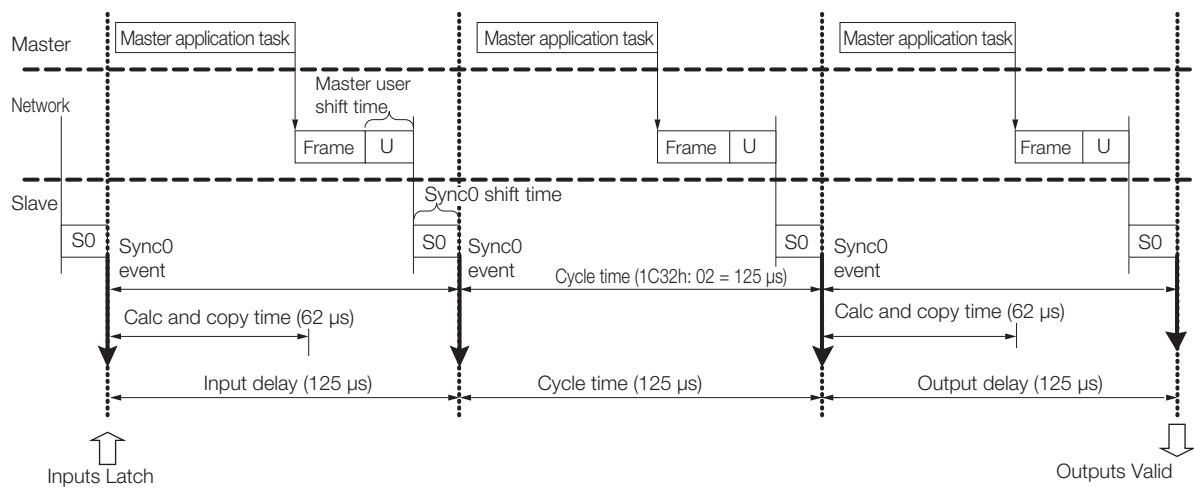 Master
Master application task
Master application task
Master application task
Network
Master user
shift time
Frame
U
Frame
U
Frame
U
Slave
Sync0 shift time
S0
S0
S0
S0
Sync0
event
Sync0
event
Sync0
event
Cycle time (1C32h: 02 = 125 µs)
Calc and copy time (62 µs)
Calc and copy time (62 µs)
Input delay (125 µs)
Cycle time (125 µs)
Output delay (125 µs)
Inputs Latch
Outputs Valid